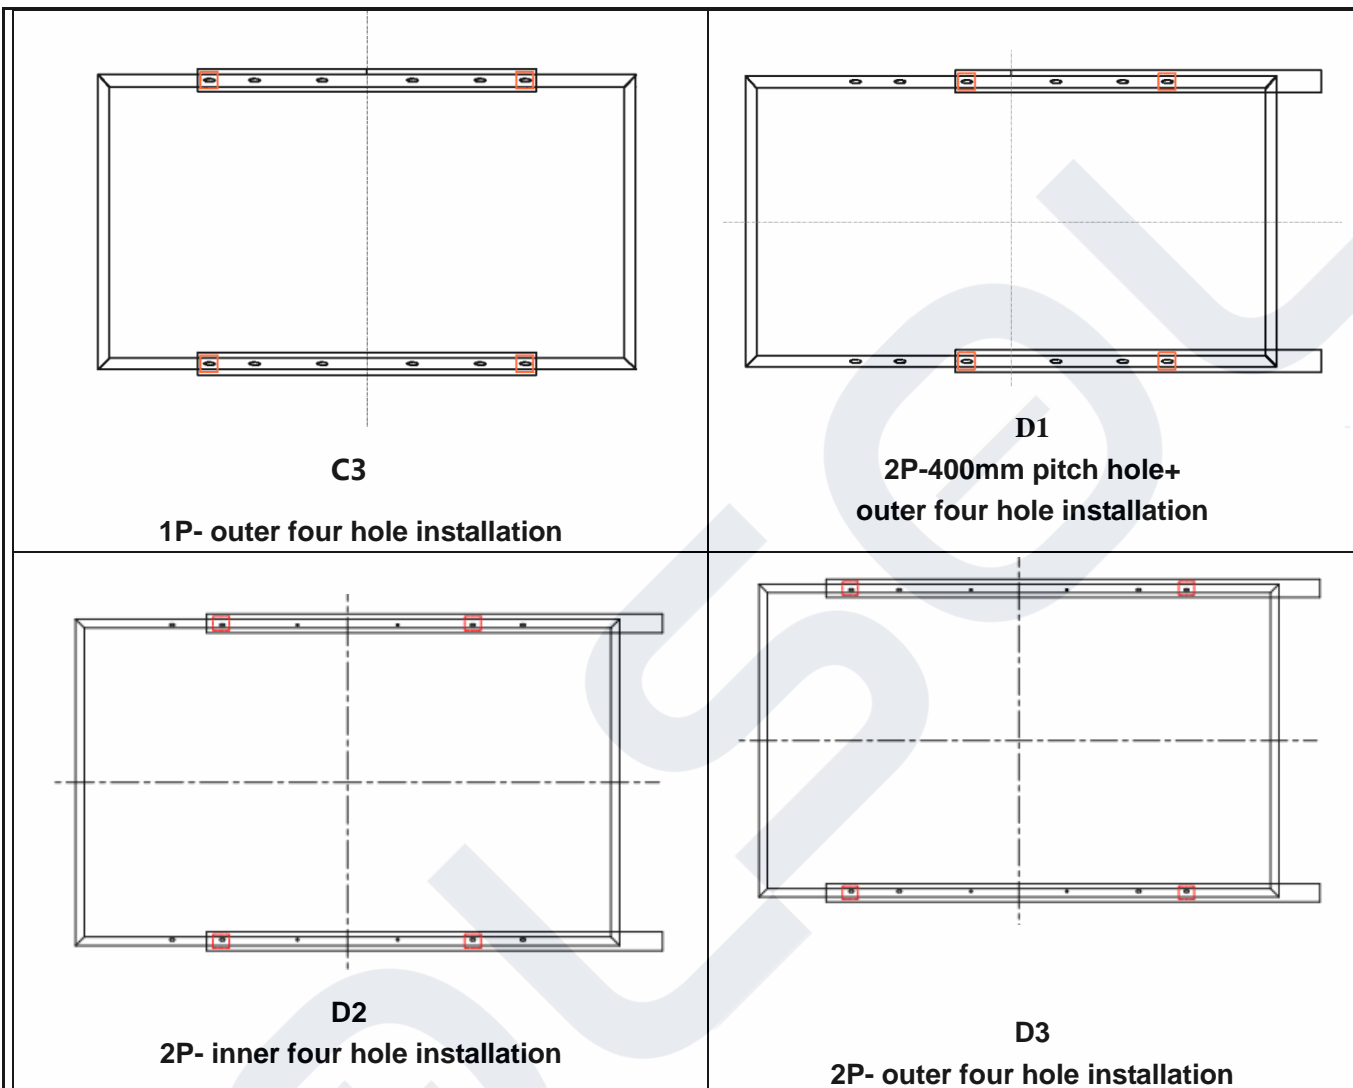 C3
1P- outer four hole installation
D1
2P-400mm pitch hole+
outer four hole installation
D2
2P- inner four hole installation
D3
2P- outer four hole installation